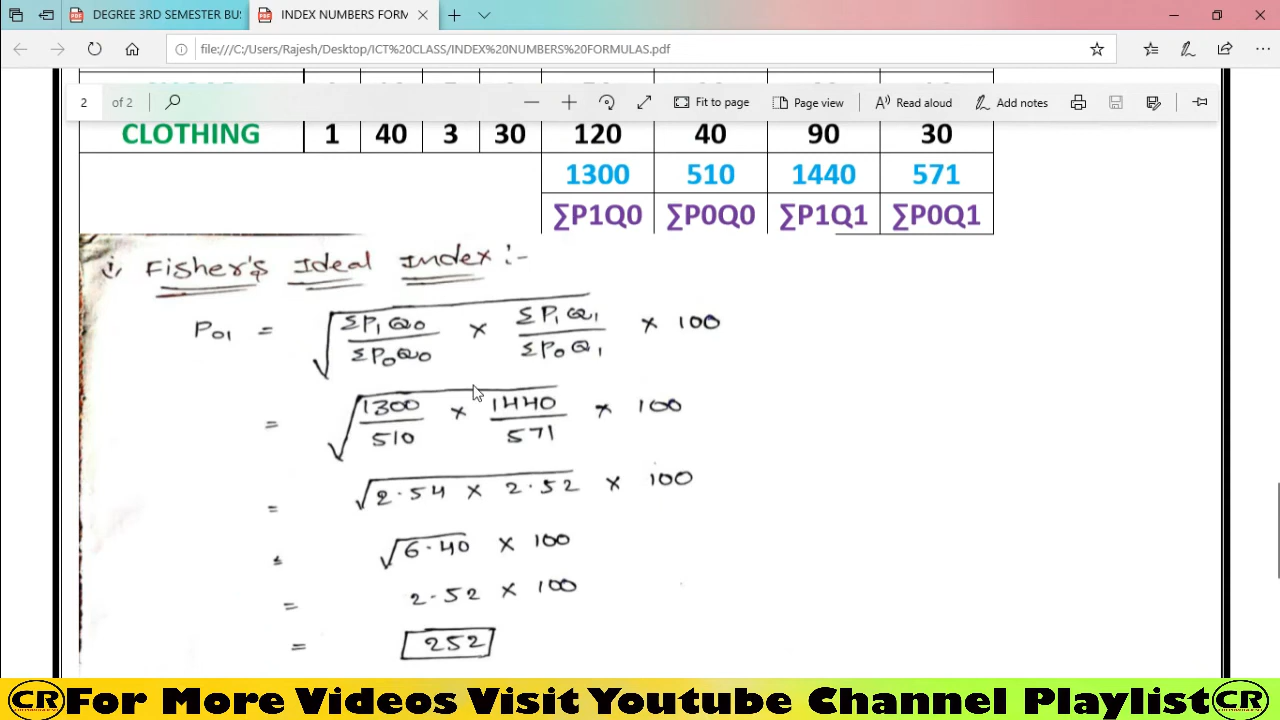 DEGREE 3RD SEMESTER BU:
INDEX NUMBERS FORM
file:///C:/Users/Rajesh/Desktop/ICT%20CLASS/INDEX%20NUMBERS%20FORMULAS.pdf
2 of 2 Fit to page Page view Read aloud Add notes
CLOTHING 1 40 3 30 120 40 90 30
1300 510 1440 571
∑P1Q0 ∑P0Q0 ∑P1Q1 ∑P0Q1
i, Fisher's Ideal Index :-
P01 = √ΣP1Q0/ΣP0Q0 × ΣP1Q1/ΣP0Q1 × 100
= √1300/510 × 1440/571 × 100
= √2.54 × 2.52 × 100
= √6.40 × 100
= 2.52 × 100
= 252
CR For More Videos Visit Youtube Channel Playlist CR